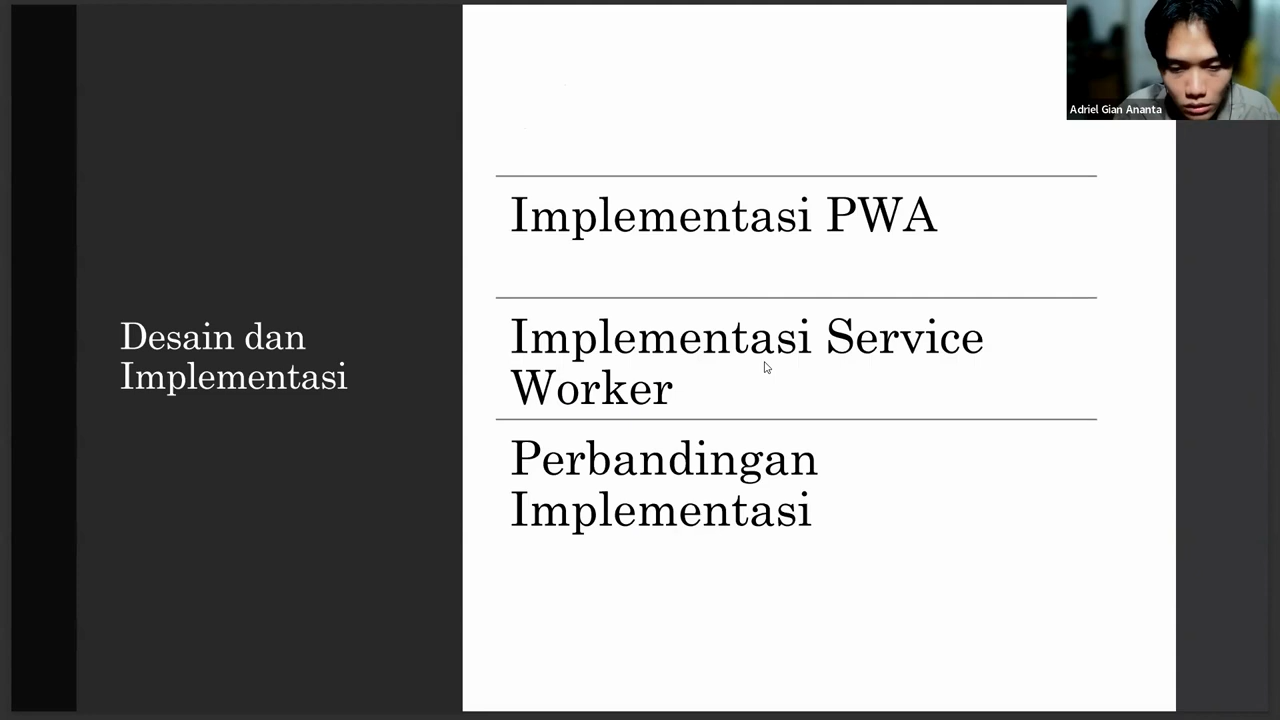 Adriel Gian Ananta
Desain dan
Implementasi
Implementasi PWA
Implementasi Service
Worker
Perbandingan
Implementasi